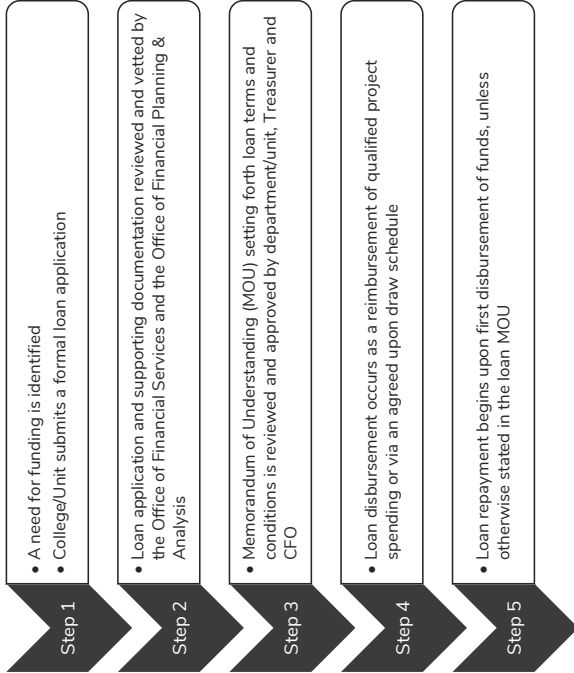 Step 1
• A need for funding is identified
• College/Unit submits a formal loan application
Step 2
• Loan application and supporting documentation reviewed and vetted by
the Office of Financial Services and the Office of Financial Planning &
Analysis
Step 3
• Memorandum of Understanding (MOU) setting forth loan terms and
conditions is reviewed and approved by department/unit, Treasurer and
CFO
Step 4
• Loan disbursement occurs as a reimbursement of qualified project
spending or via an agreed upon draw schedule
Step 5
• Loan repayment begins upon first disbursement of funds, unless
otherwise stated in the loan MOU